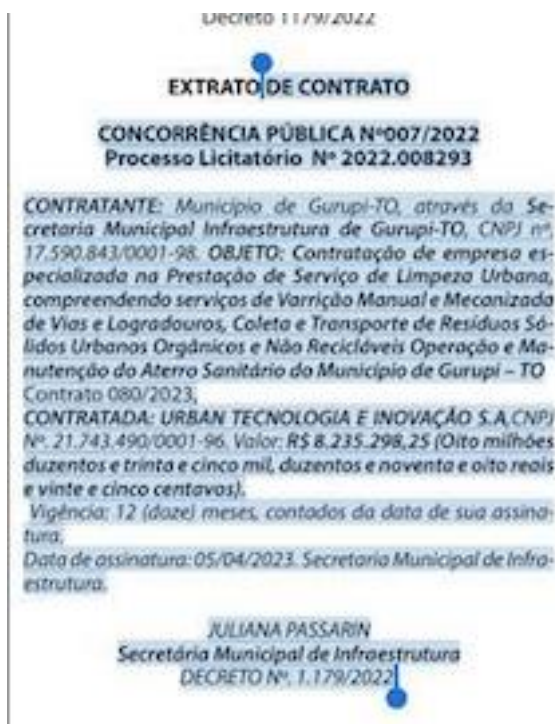 Decreto 1179/2022
EXTRATO DE CONTRATO
CONCORRÊNCIA PÚBLICA Nº007/2022
Processo Licitatório Nº 2022.008293
CONTRATANTE: Município de Gurupi-TO, através da Se-
cretaria Municipal Infraestrutura de Gurupi-TO, CNPJ nº.
17.590.843/0001-98. OBJETO: Contratação de empresa es-
pecializada na Prestação de Serviço de Limpeza Urbana,
compreendendo serviços de Varrição Manual e Mecanizada
de Vias e Logradouros, Coleta e Transporte de Resíduos Só-
lidos Urbanos Orgânicos e Não Recicláveis Operação e Ma-
nutenção do Aterro Sanitário do Município de Gurupi – TO
Contrato 080/2023,
CONTRATADA: URBAN TECNOLOGIA E INOVAÇÃO S.A,CNPJ
Nº. 21.743.490/0001-96. Valor: R$ 8.235.298,25 (Oito milhões
duzentos e trinta e cinco mil, duzentos e noventa e oito reais
e vinte e cinco centavos).
Vigência: 12 (doze) meses, contados da data de sua assina-
tura.
Data de assinatura: 05/04/2023. Secretaria Municipal de Infra-
estrutura.
JULIANA PASSARIN
Secretária Municipal de Infraestrutura
DECRETO Nº. 1.179/2022